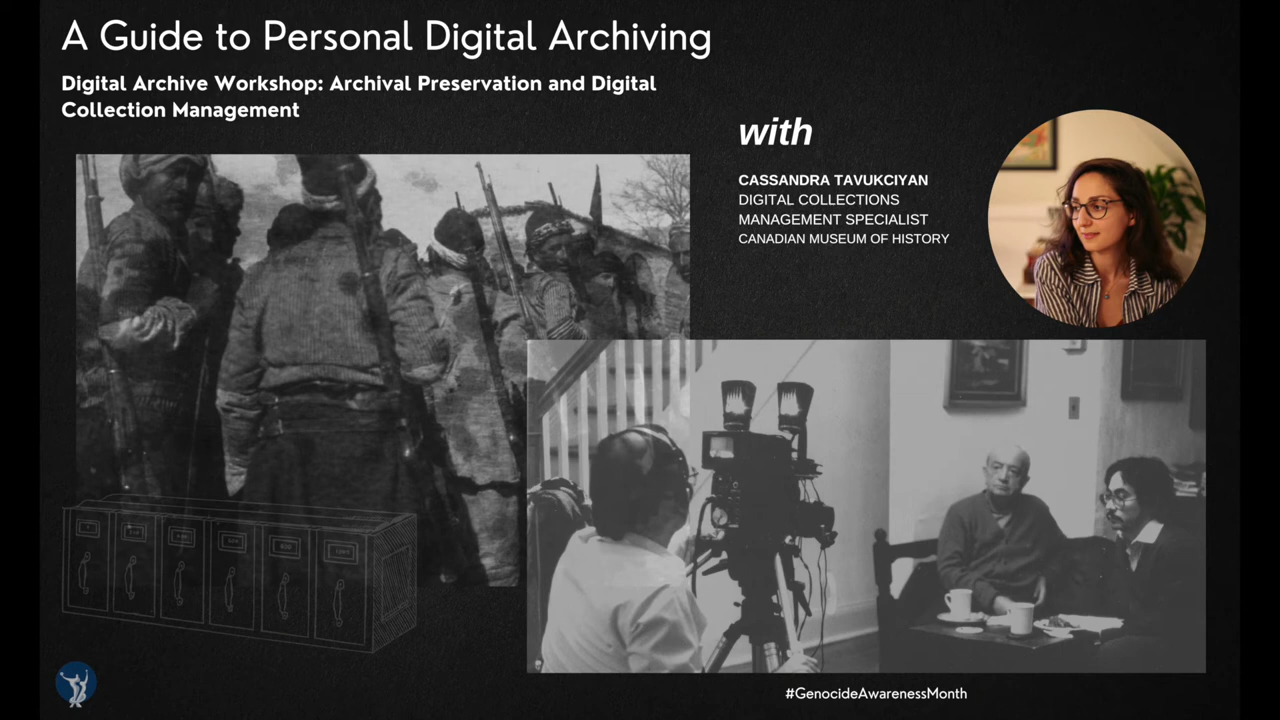 A Guide to Personal Digital Archiving
Digital Archive Workshop: Archival Preservation and Digital
Collection Management
with
CASSANDRA TAVUKCIYAN
DIGITAL COLLECTIONS
MANAGEMENT SPECIALIST
CANADIAN MUSEUM OF HISTORY
#GenocideAwarenessMonth